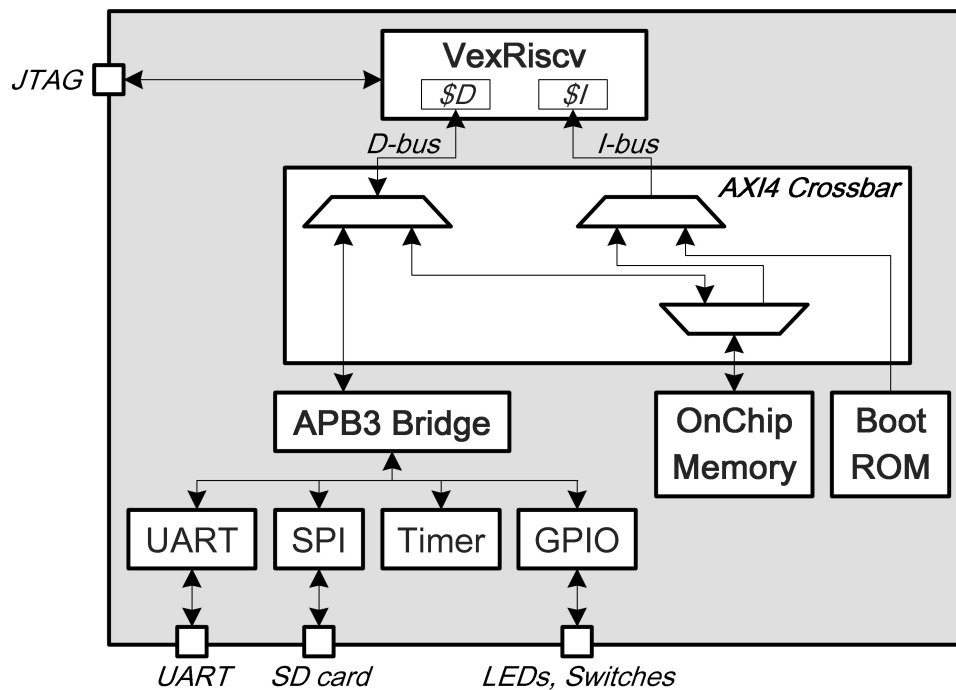 VexRiscv
JTAG
$D
$I
D-bus
I-bus
AXI4 Crossbar
APB3 Bridge
OnChip
Memory
Boot
ROM
UART
SPI
Timer
GPIO
UART
SD card
LEDs, Switches